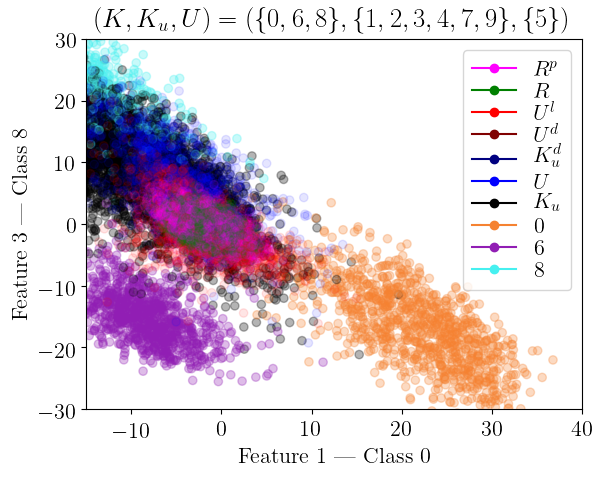 (K, K_u, U) = ({0, 6, 8}, {1, 2, 3, 4, 7, 9}, {5})
30
20
10
0
−10
−20
−30
Feature 3 — Class 8
R^p
R
U^l
U^d
K_u^d
U
K_u
0
6
8
−10 0 10 20 30 40
Feature 1 — Class 0